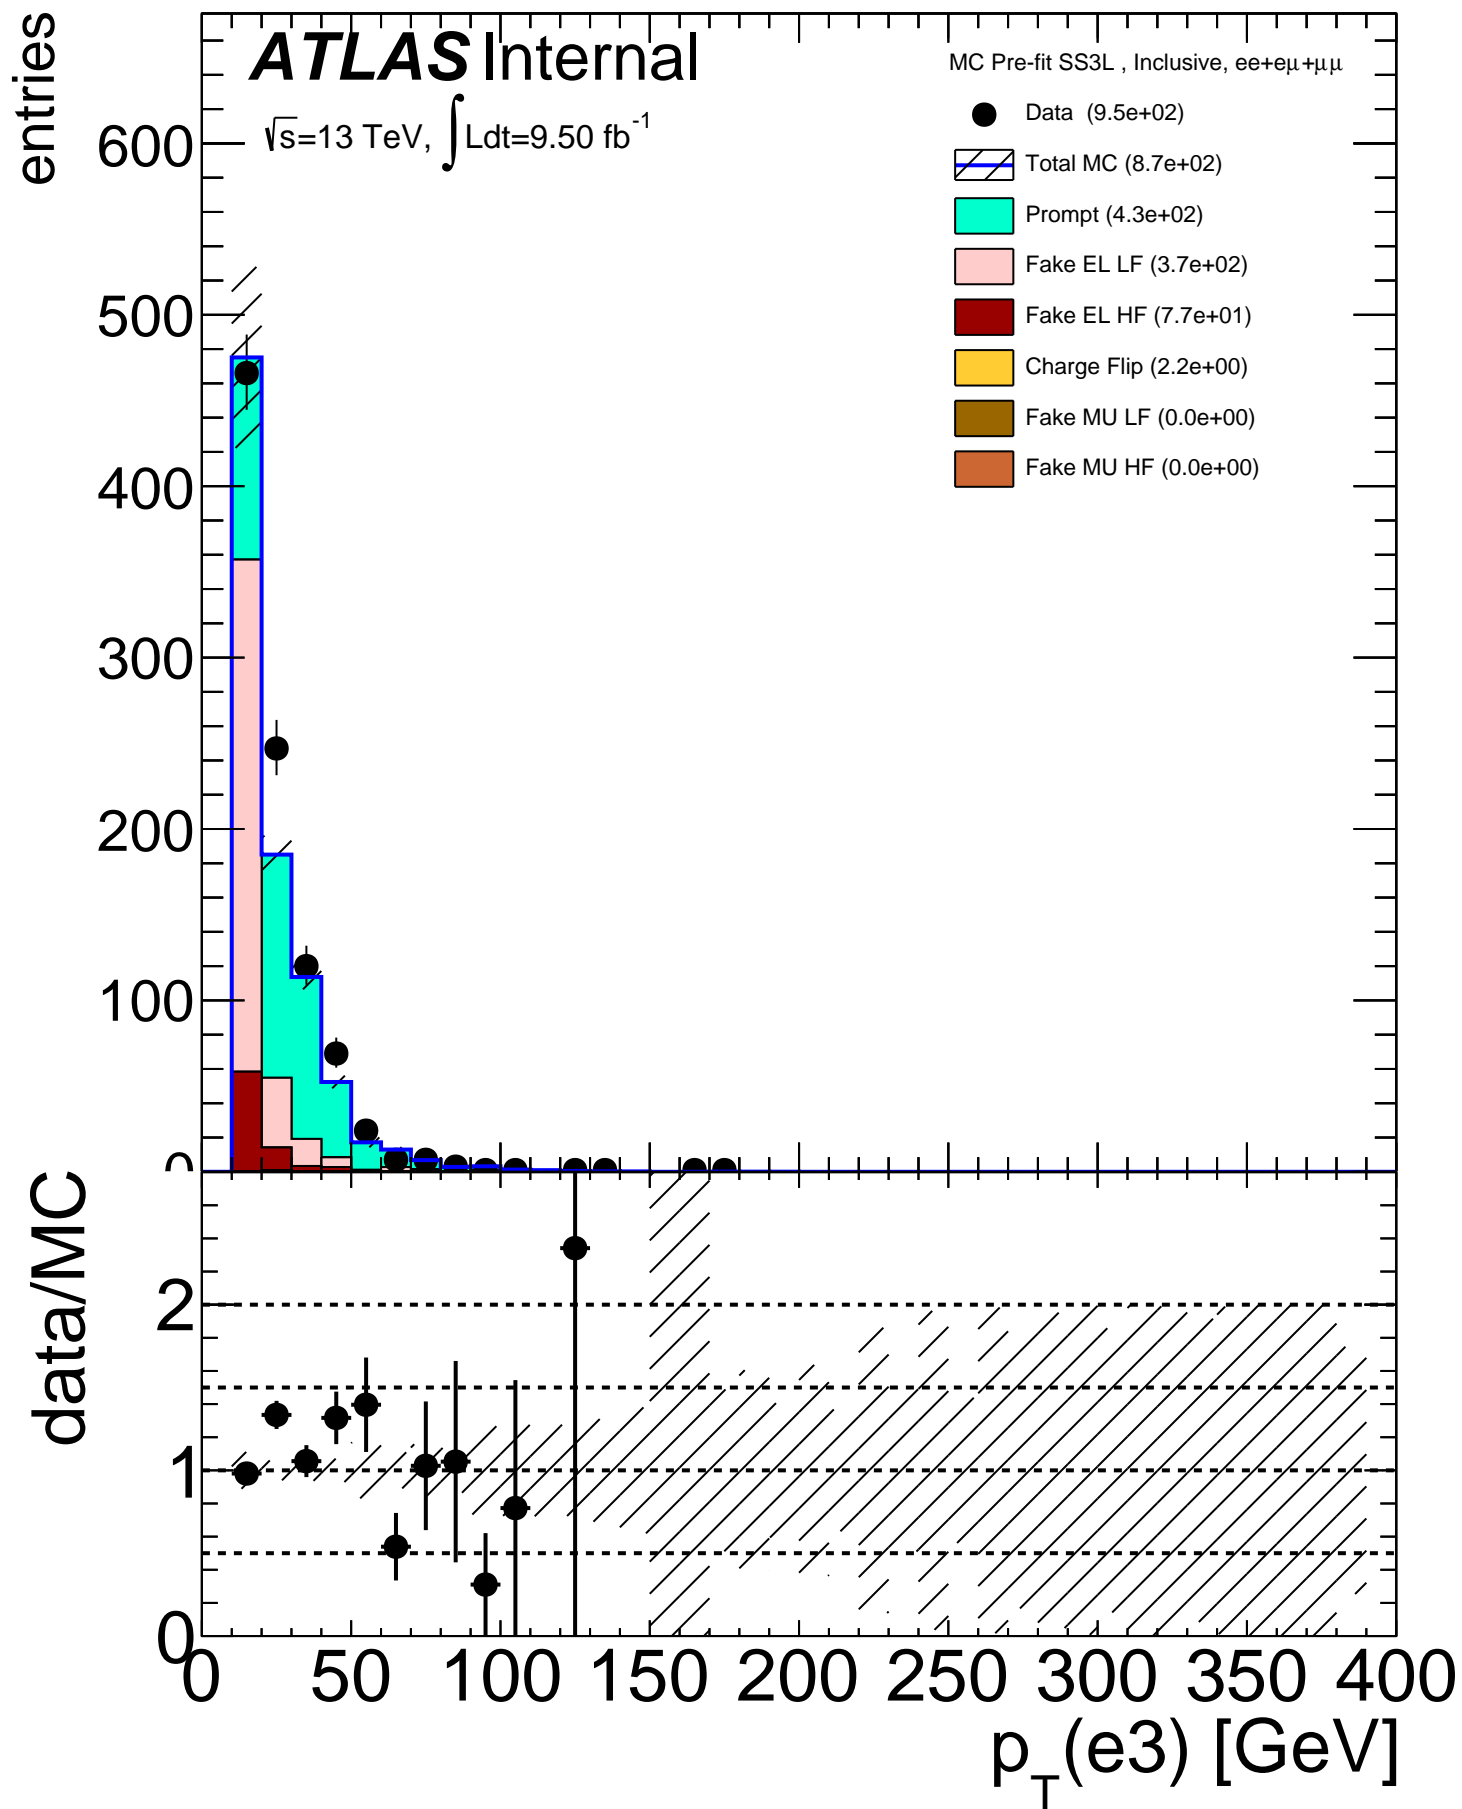 entries
ATLAS Internal
√s=13 TeV, ∫Ldt=9.50 fb⁻¹
MC Pre-fit SS3L , Inclusive, ee+eμ+μμ
Data (9.5e+02)
Total MC (8.7e+02)
Prompt (4.3e+02)
Fake EL LF (3.7e+02)
Fake EL HF (7.7e+01)
Charge Flip (2.2e+00)
Fake MU LF (0.0e+00)
Fake MU HF (0.0e+00)
600
500
400
300
200
100
0
data/MC
2
1
0
0 50 100 150 200 250 300 350 400
p_T(e3) [GeV]